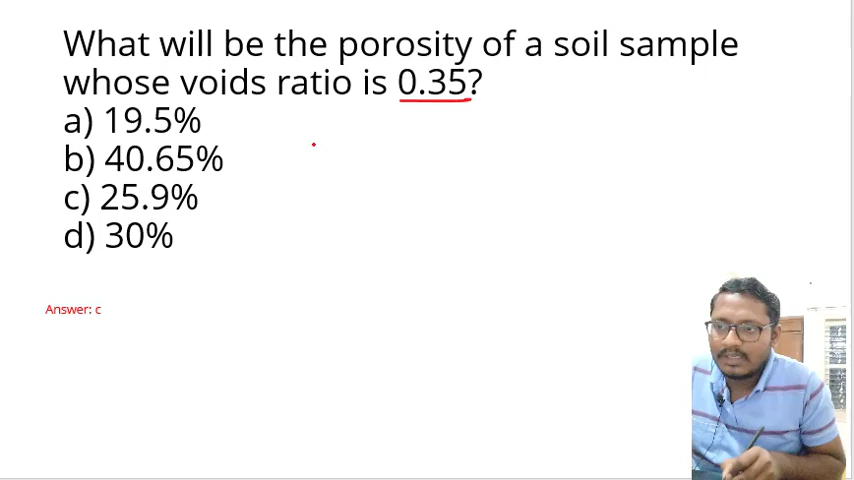 What will be the porosity of a soil sample
whose voids ratio is 0.35?
a) 19.5%
b) 40.65%
c) 25.9%
d) 30%
Answer: c